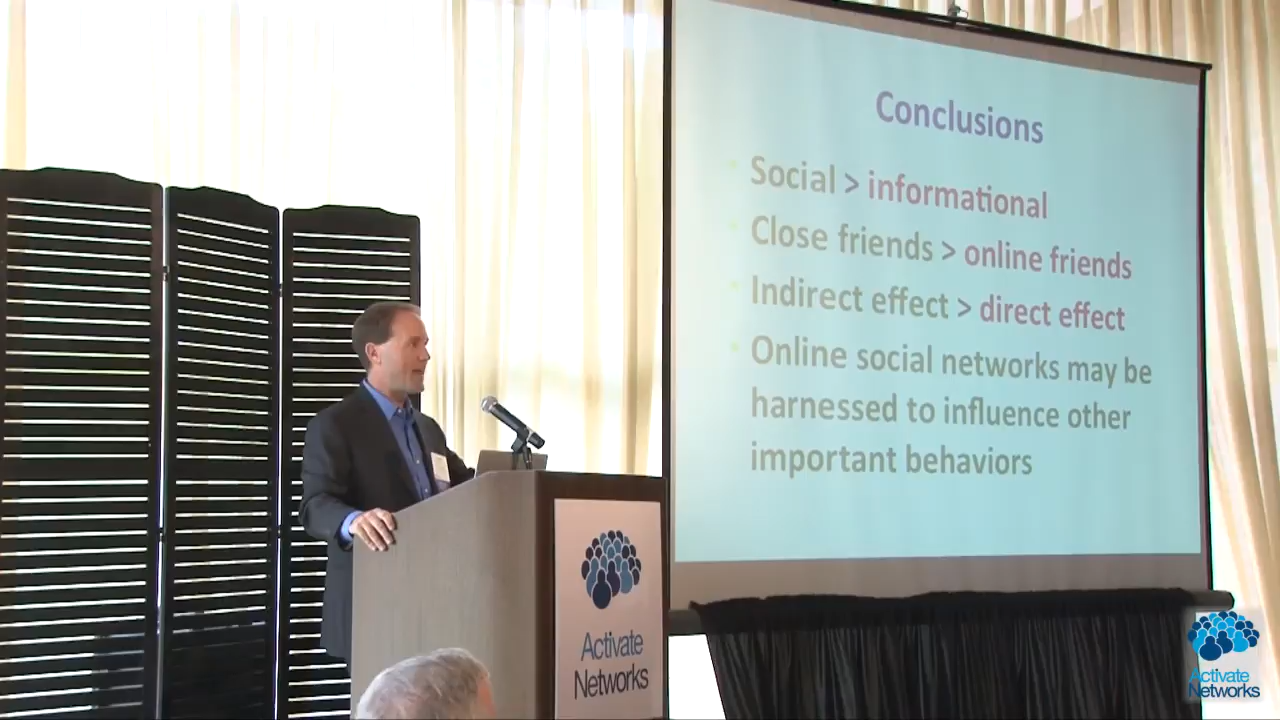 Conclusions
Social > informational
Close friends > online friends
Indirect effect > direct effect
Online social networks may be
harnessed to influence other
important behaviors
Activate
Networks
Activate
Networks